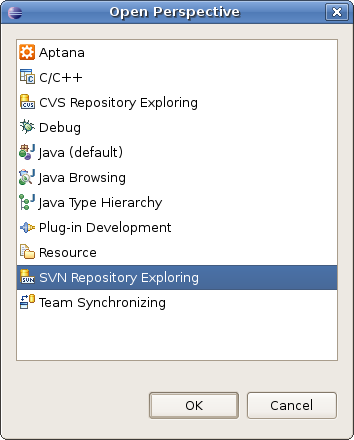 Open Perspective
Aptana
C/C++
CVS Repository Exploring
Debug
Java (default)
Java Browsing
Java Type Hierarchy
Plug-in Development
Resource
SVN Repository Exploring
Team Synchronizing
OK
Cancel